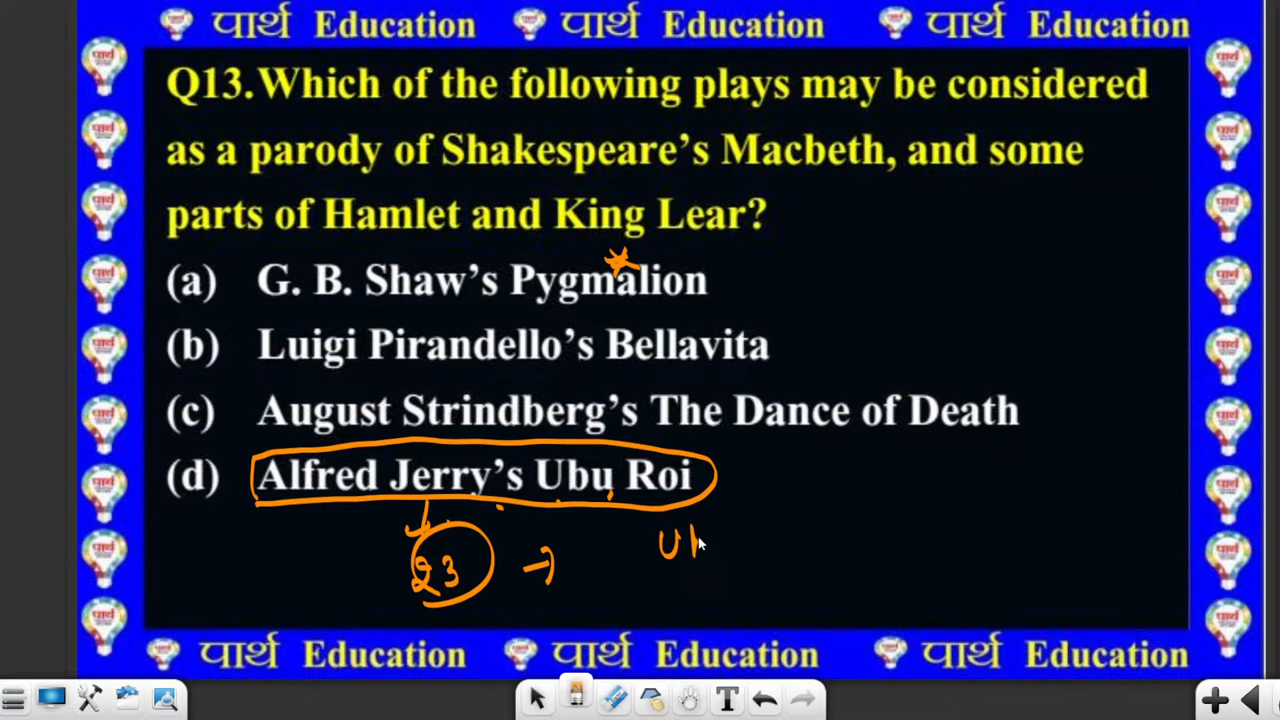 पार्थ Education पार्थ Education पार्थ Education
Q13.Which of the following plays may be considered
as a parody of Shakespeare's Macbeth, and some
parts of Hamlet and King Lear?
(a) G. B. Shaw's Pygmalion
(b) Luigi Pirandello's Bellavita
(c) August Strindberg's The Dance of Death
(d) Alfred Jerry's Ubu Roi
23
पार्थ Education पार्थ Education पार्थ Education